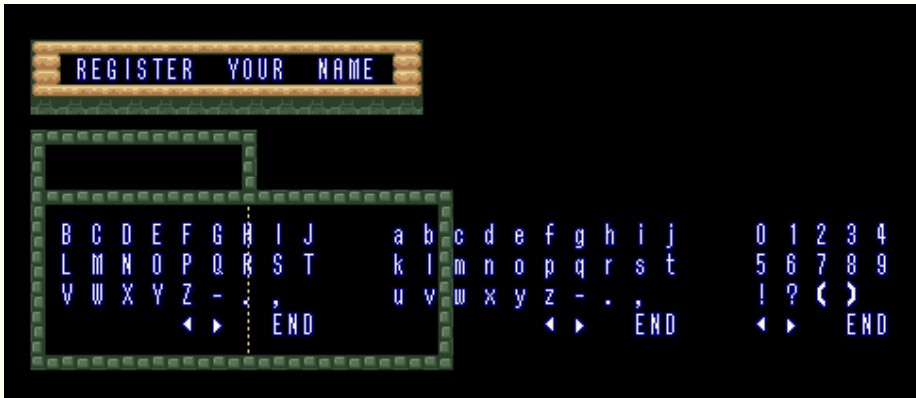 REGISTER YOUR NAME
B C D E F G H I J a b c d e f g h i j 0 1 2 3 4
L M N O P Q R S T k l m n o p q r s t 5 6 7 8 9
V W X Y Z - . , u v w x y z - . , ! ? ( )
END END END